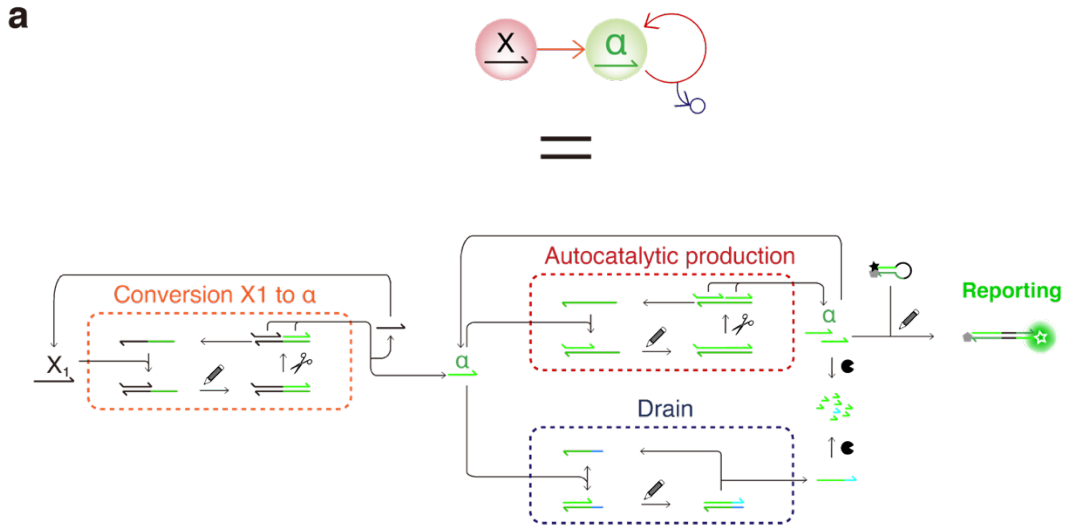 a
X
α
=
Autocatalytic production
Conversion X1 to α
α
Reporting
X1
α
Drain